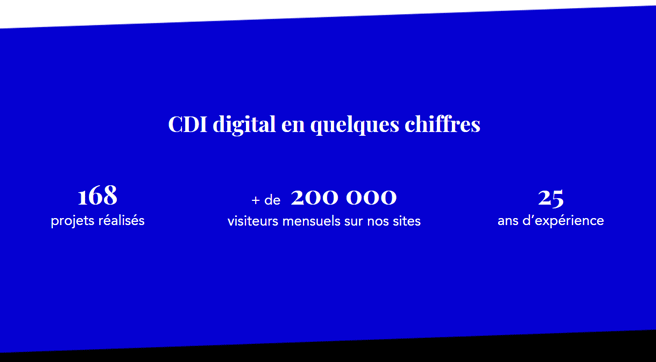 CDI digital en quelques chiffres
168
projets réalisés
+ de 200 000
visiteurs mensuels sur nos sites
25
ans d’expérience